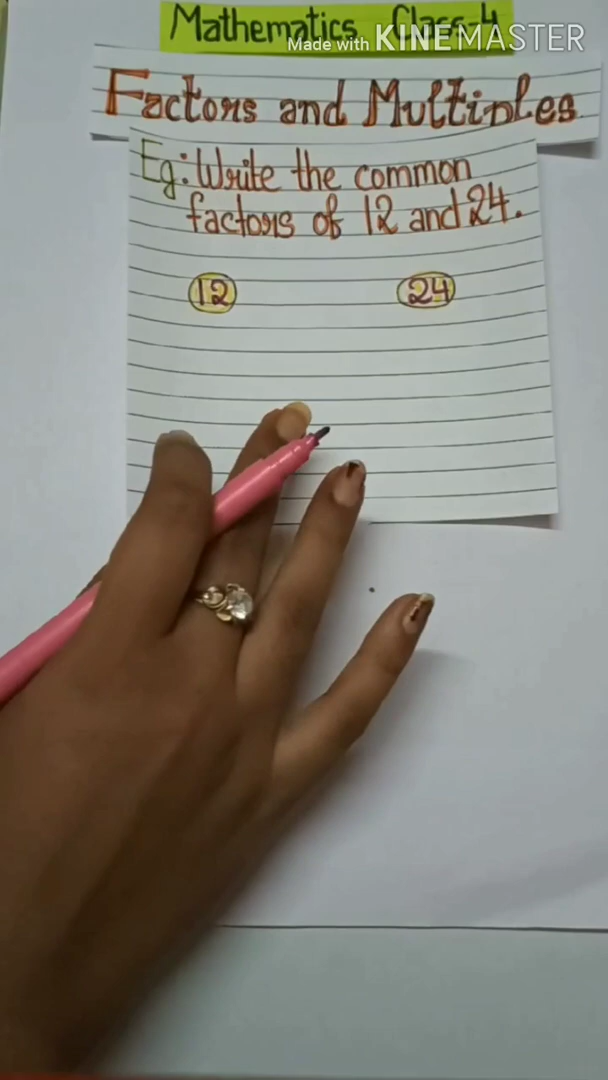 Mathematics Class-4
Made with KINEMASTER
Factors and Multiples
Eg: Write the common
factors of 12 and 24.
12 24